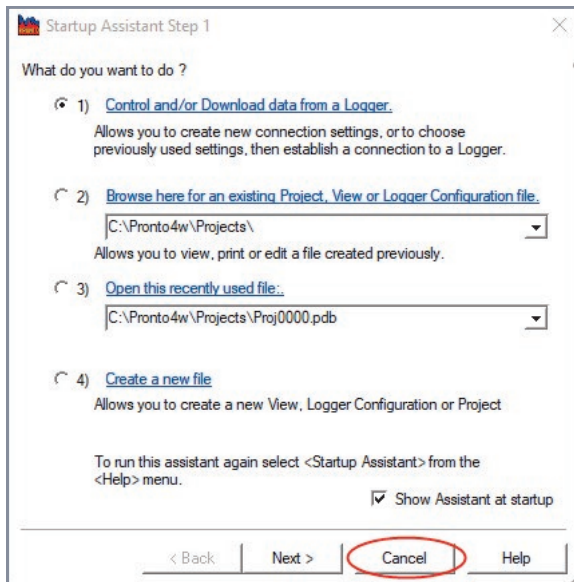 Startup Assistant Step 1
What do you want to do ?
1) Control and/or Download data from a Logger.
Allows you to create new connection settings, or to choose
previously used settings, then establish a connection to a Logger.
2) Browse here for an existing Project, View or Logger Configuration file.
C:\Pronto4w\Projects\
Allows you to view, print or edit a file created previously.
3) Open this recently used file:.
C:\Pronto4w\Projects\Proj0000.pdb
4) Create a new file
Allows you to create a new View, Logger Configuration or Project
To run this assistant again select <Startup Assistant> from the
<Help> menu.
Show Assistant at startup
< Back Next > Cancel Help